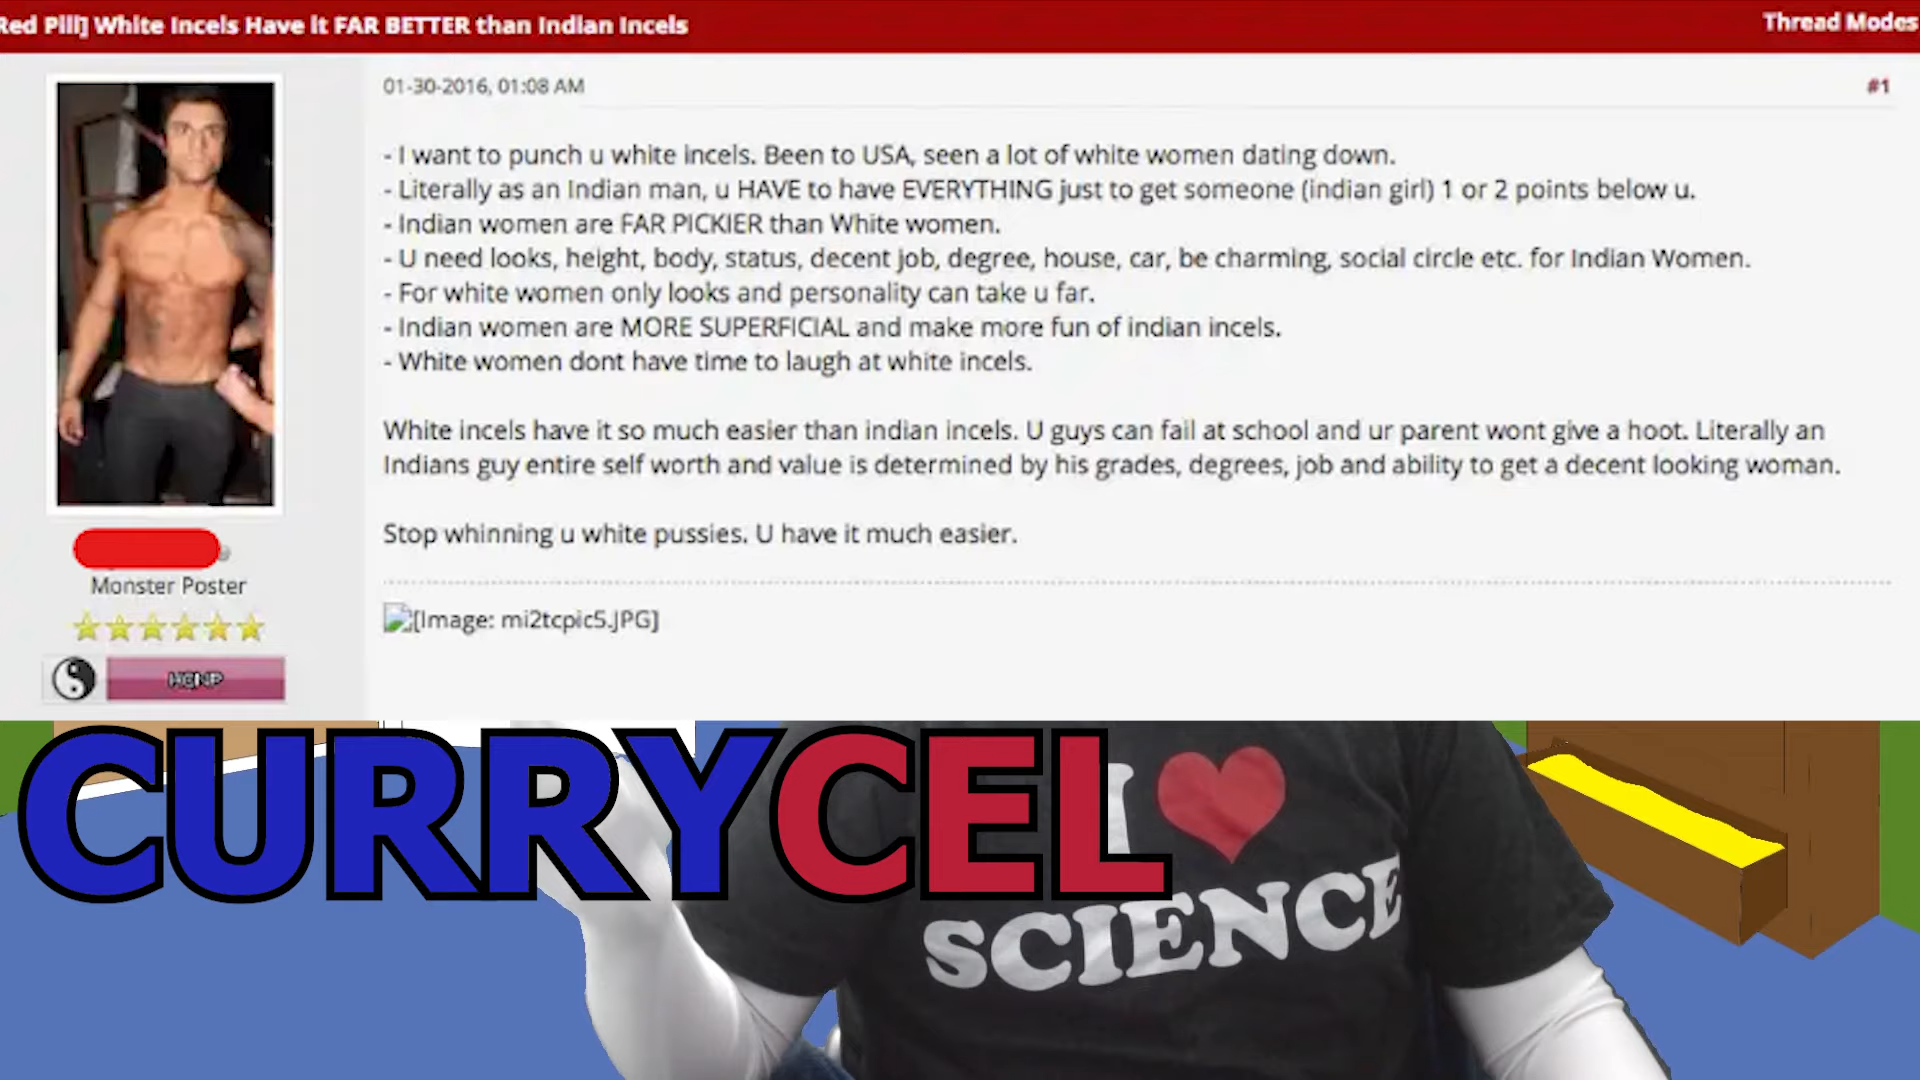 Red Pill] White Incels Have it FAR BETTER than Indian Incels
Thread Modes
01-30-2016, 01:08 AM
#1
- I want to punch u white incels. Been to USA, seen a lot of white women dating down.
- Literally as an Indian man, u HAVE to have EVERYTHING just to get someone (indian girl) 1 or 2 points below u.
- Indian women are FAR PICKIER than White women.
- U need looks, height, body, status, decent job, degree, house, car, be charming, social circle etc. for Indian Women.
- For white women only looks and personality can take u far.
- Indian women are MORE SUPERFICIAL and make more fun of indian incels.
- White women dont have time to laugh at white incels.
White incels have it so much easier than indian incels. U guys can fail at school and ur parent wont give a hoot. Literally an
Indians guy entire self worth and value is determined by his grades, degrees, job and ability to get a decent looking woman.
Stop whinning u white pussies. U have it much easier.
[Image: mi2tcpic5.JPG]
Monster Poster
CURRYCEL
I
SCIENCE